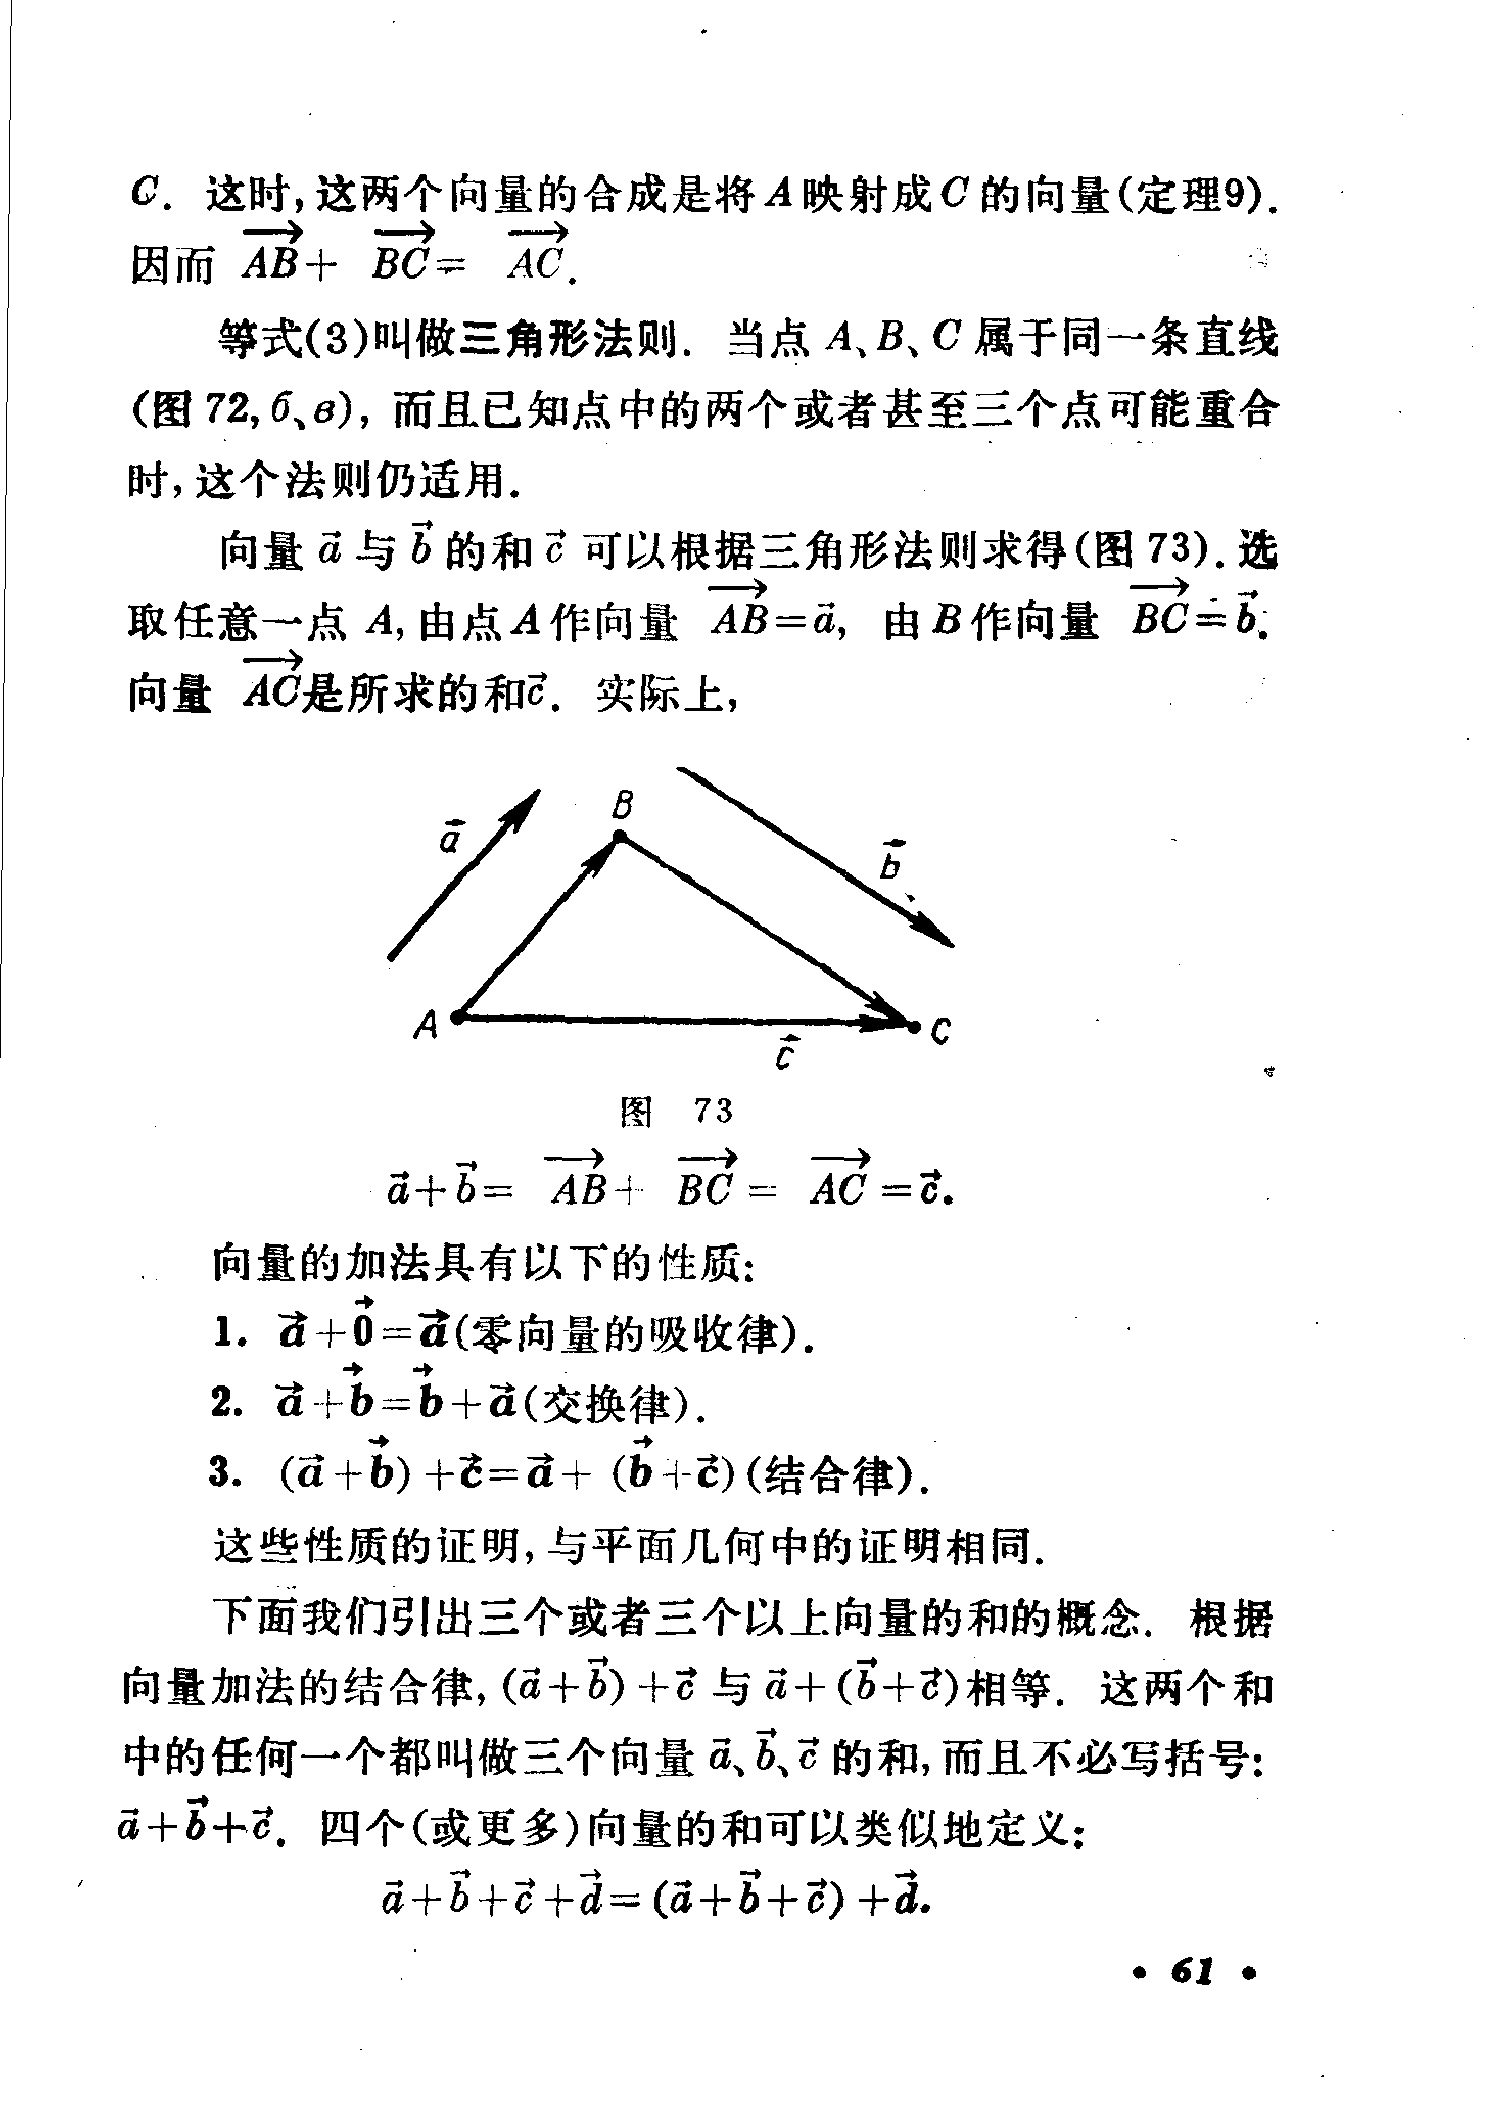 C. 这时,这两个向量的合成是将A映射成C的向量(定理9).
因而 $\overrightarrow{AB}+\overrightarrow{BC}=\overrightarrow{AC}$.
等式(3)叫做三角形法则. 当点 A、B、C 属于同一条直线
(图 72, б、в), 而且已知点中的两个或者甚至三个点可能重合
时,这个法则仍适用.
向量 $\vec{a}$ 与 $\vec{b}$ 的和 $\vec{c}$ 可以根据三角形法则求得(图 73). 选
取任意一点 A, 由点 A 作向量 $\overrightarrow{AB}=\vec{a}$, 由 B 作向量 $\overrightarrow{BC}=\vec{b}$.
向量 $\overrightarrow{AC}$是所求的和$\vec{c}$. 实际上,
$\vec{a}$
B
$\vec{b}$
A
C
$\vec{c}$
图 73
$\vec{a}+\vec{b}=\overrightarrow{AB}+\overrightarrow{BC}=\overrightarrow{AC}=\vec{c}$.
向量的加法具有以下的性质:
1. $\vec{a}+\vec{0}=\vec{a}$(零向量的吸收律).
2. $\vec{a}+\vec{b}=\vec{b}+\vec{a}$(交换律).
3. $(\vec{a}+\vec{b})+\vec{c}=\vec{a}+(\vec{b}+\vec{c})$(结合律).
这些性质的证明,与平面几何中的证明相同.
下面我们引出三个或者三个以上向量的和的概念. 根据
向量加法的结合律, $(\vec{a}+\vec{b})+\vec{c}$ 与 $\vec{a}+(\vec{b}+\vec{c})$相等. 这两个和
中的任何一个都叫做三个向量 $\vec{a}$、$\vec{b}$、$\vec{c}$ 的和,而且不必写括号:
$\vec{a}+\vec{b}+\vec{c}$. 四个(或更多)向量的和可以类似地定义:
$\vec{a}+\vec{b}+\vec{c}+\vec{d}=(\vec{a}+\vec{b}+\vec{c})+\vec{d}$.
• 61 •